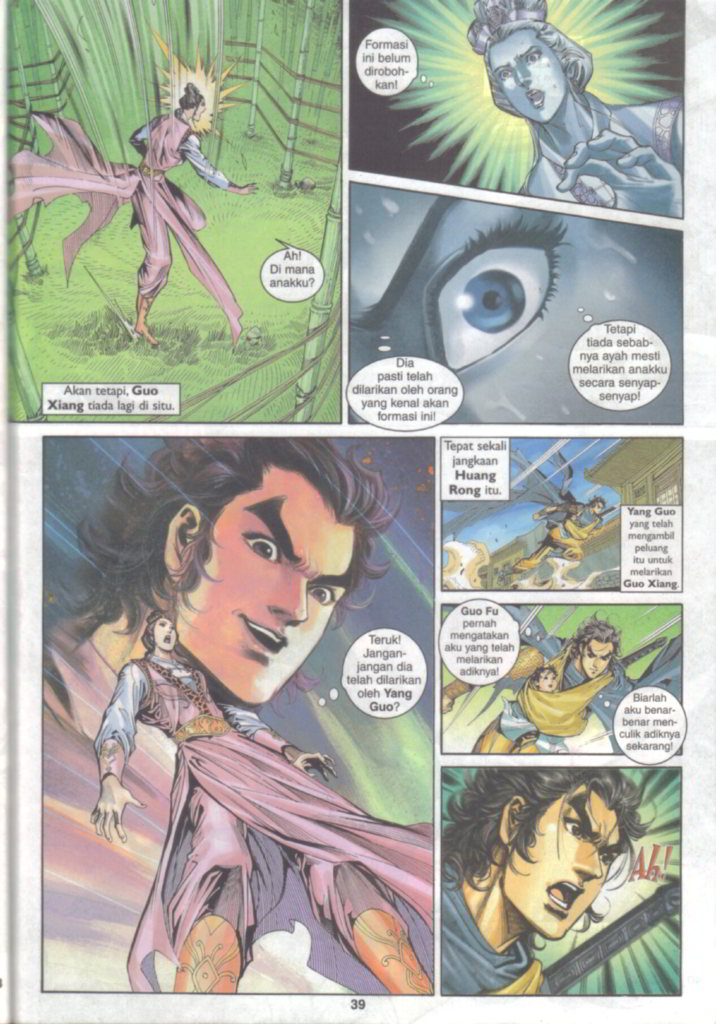 Ah!
Di mana
anakku?
Akan tetapi, Guo
Xiang tiada lagi di situ.
Formasi
ini belum
diroboh-
kan!
Dia
pasti telah
dilarikan oleh orang
yang kenal akan
formasi ini!
Tetapi
tiada sebab-
nya ayah mesti
melarikan anakku
secara senyap-
senyap!
Teruk!
Jangan-
jangan dia
telah dilarikan
oleh Yang
Guo?
Tepat sekali
jangkaan
Huang
Rong itu.
Yang Guo
yang telah
mengambil
peluang
itu untuk
melarikan
Guo Xiang.
Guo Fu
pernah
mengatakan
aku yang telah
melarikan
adiknya!
Biarlah
aku benar-
benar men-
culik adiknya
sekarang!
Ah!
39